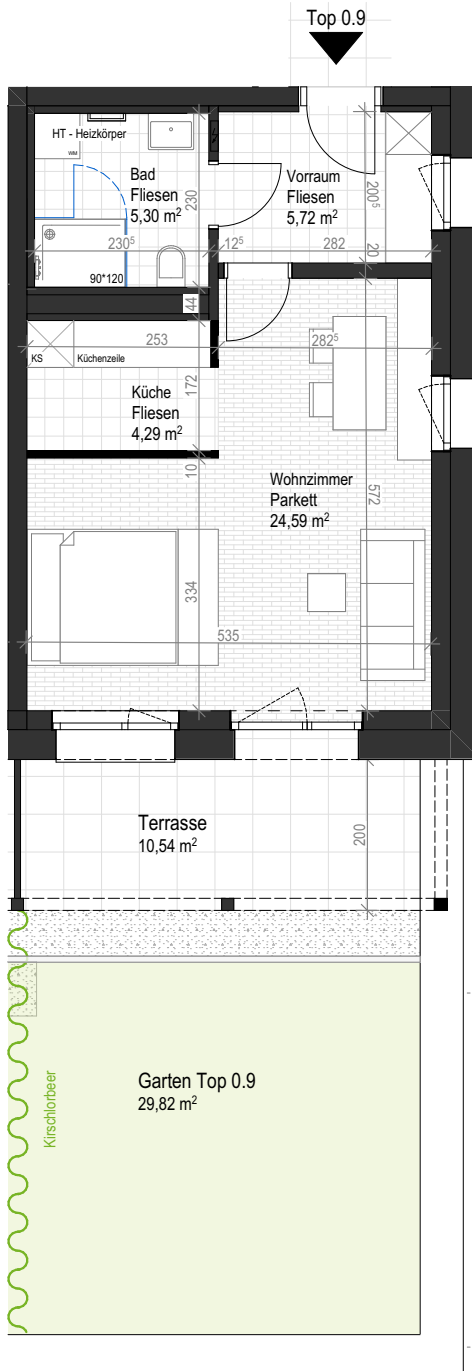 Top 0.9
HT - Heizkörper
WM
Bad
Fliesen
5,30 m²
230
230⁵
90*120
Vorraum
Fliesen
5,72 m²
200⁵
20
12⁵
282
44
253
282⁵
KS
Küchenzeile
172
Küche
Fliesen
4,29 m²
10
Wohnzimmer
Parkett
24,59 m²
572
334
535
Terrasse
10,54 m²
200
Kirschlorbeer
Garten Top 0.9
29,82 m²